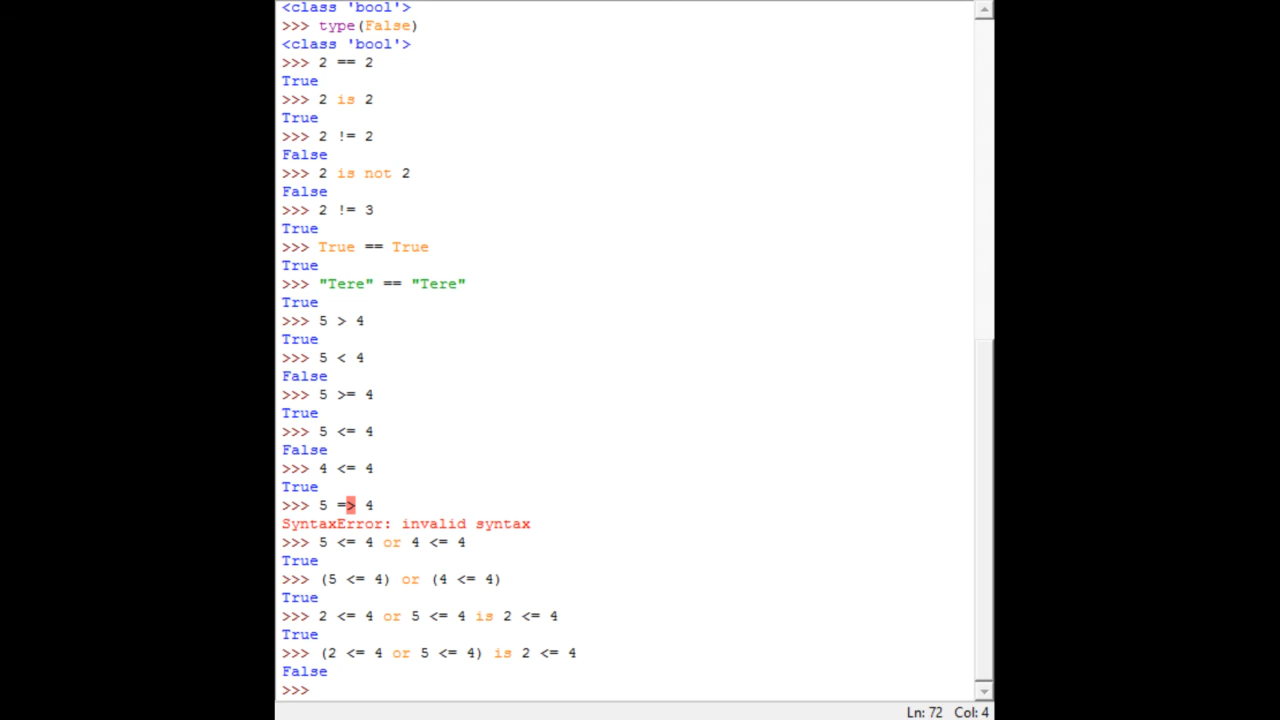 <class 'bool'>
>>> type(False)
<class 'bool'>
>>> 2 == 2
True
>>> 2 is 2
True
>>> 2 != 2
False
>>> 2 is not 2
False
>>> 2 != 3
True
>>> True == True
True
>>> "Tere" == "Tere"
True
>>> 5 > 4
True
>>> 5 < 4
False
>>> 5 >= 4
True
>>> 5 <= 4
False
>>> 4 <= 4
True
>>> 5 => 4
SyntaxError: invalid syntax
>>> 5 <= 4 or 4 <= 4
True
>>> (5 <= 4) or (4 <= 4)
True
>>> 2 <= 4 or 5 <= 4 is 2 <= 4
True
>>> (2 <= 4 or 5 <= 4) is 2 <= 4
False
>>>
Ln: 72 Col: 4